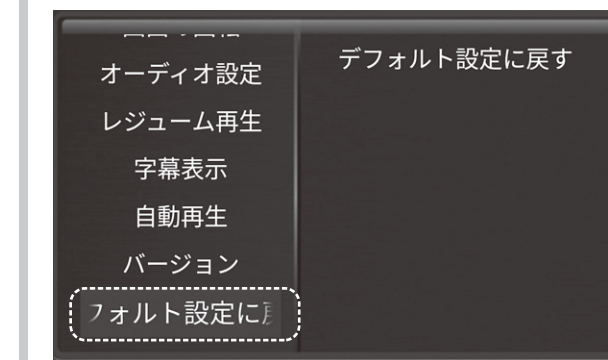 オーディオ設定
レジューム再生
字幕表示
自動再生
バージョン
フォルト設定に戻
デフォルト設定に戻す